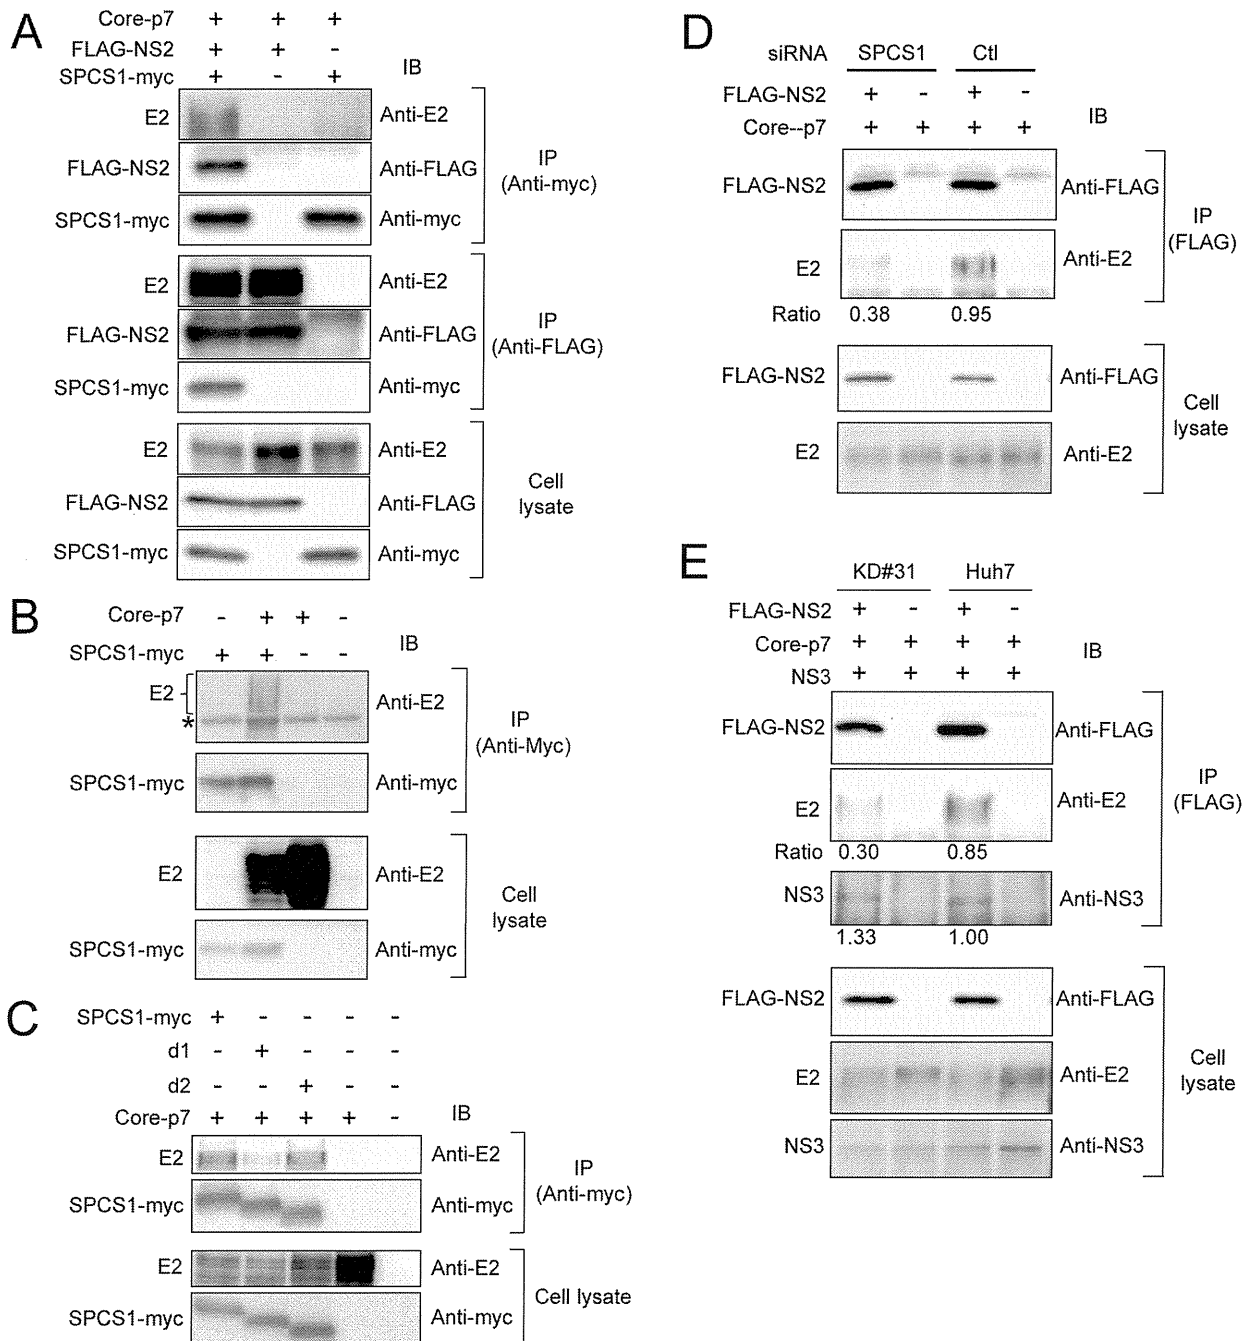 A
Core-p7 + + +
FLAG-NS2 + + -
SPCS1-myc + - + IB
E2 Anti-E2
FLAG-NS2 Anti-FLAG
SPCS1-myc Anti-myc
IP
(Anti-myc)
E2 Anti-E2
FLAG-NS2 Anti-FLAG
SPCS1-myc Anti-myc
IP
(Anti-FLAG)
E2 Anti-E2
FLAG-NS2 Anti-FLAG
SPCS1-myc Anti-myc
Cell
lysate
B
Core-p7 - + + -
SPCS1-myc + + - - IB
E2 Anti-E2
*
SPCS1-myc Anti-myc
IP
(Anti-Myc)
E2 Anti-E2
SPCS1-myc Anti-myc
Cell
lysate
C
SPCS1-myc + - - - -
d1 - + - - -
d2 - - + - -
Core-p7 + + + + - IB
E2 Anti-E2
SPCS1-myc Anti-myc
IP
(Anti-myc)
E2 Anti-E2
SPCS1-myc Anti-myc
Cell lysate
D
siRNA SPCS1 Ctl
FLAG-NS2 + - + -
Core--p7 + + + + IB
FLAG-NS2 Anti-FLAG
E2 Anti-E2
IP
(FLAG)
Ratio 0.38 0.95
FLAG-NS2 Anti-FLAG
E2 Anti-E2
Cell
lysate
E
KD#31 Huh7
FLAG-NS2 + - + -
Core-p7 + + + + IB
NS3 + + + +
FLAG-NS2 Anti-FLAG
E2 Anti-E2
IP
(FLAG)
Ratio 0.30 0.85
NS3 Anti-NS3
1.33 1.00
FLAG-NS2 Anti-FLAG
E2 Anti-E2
NS3 Anti-NS3
Cell
lysate